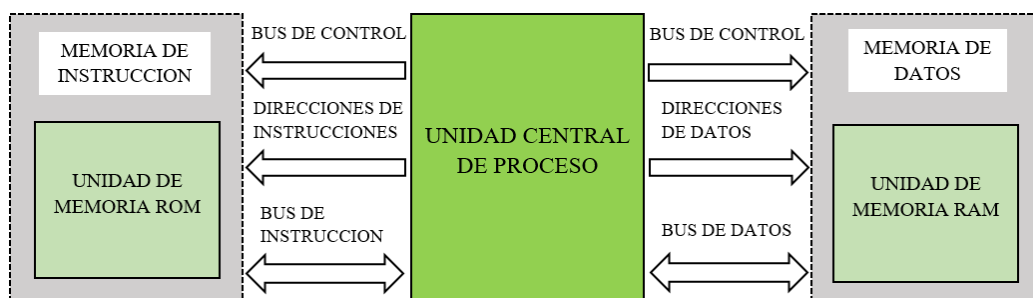 MEMORIA DE
INSTRUCCION
UNIDAD DE
MEMORIA ROM
BUS DE CONTROL
DIRECCIONES DE
INSTRUCCIONES
BUS DE
INSTRUCCION
UNIDAD CENTRAL
DE PROCESO
BUS DE CONTROL
DIRECCIONES
DE DATOS
BUS DE DATOS
MEMORIA DE
DATOS
UNIDAD DE
MEMORIA RAM